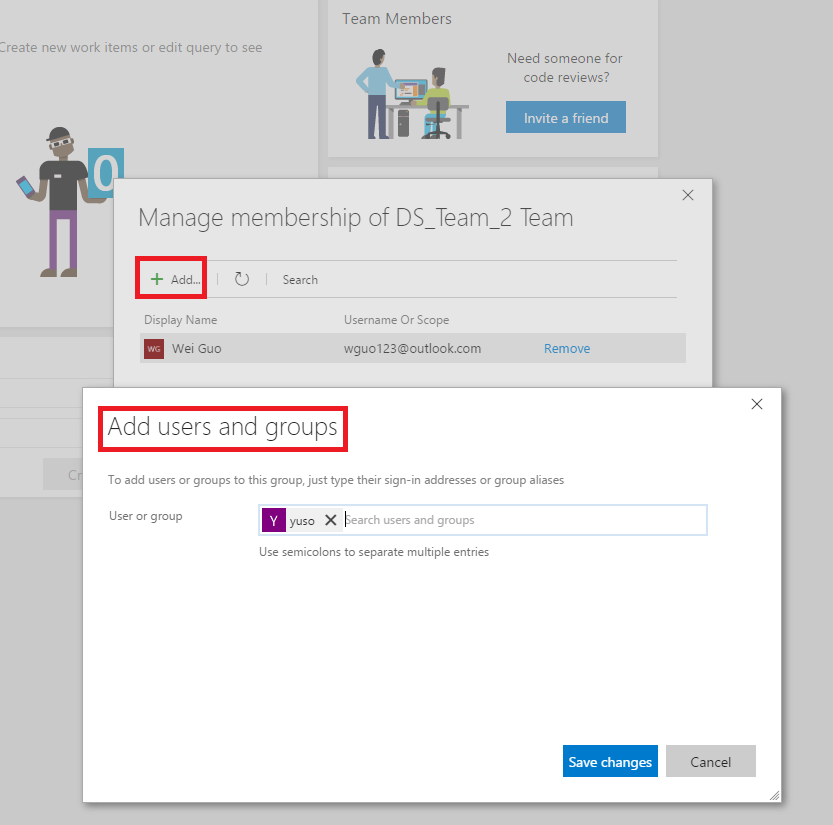 Create new work items or edit query to see
Team Members
Need someone for
code reviews?
Invite a friend
0
Manage membership of DS_Team_2 Team
+ Add...
Search
Display Name Username Or Scope
WG Wei Guo wguo123@outlook.com Remove
Add users and groups
To add users or groups to this group, just type their sign-in addresses or group aliases
User or group
Y yuso Search users and groups
Use semicolons to separate multiple entries
Cr
Save changes Cancel